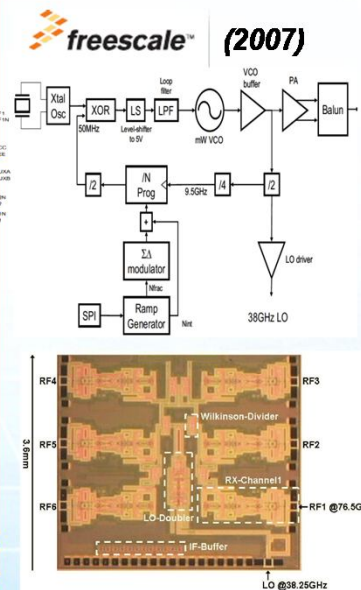 freescale™ (2007)
Loop filter
VCO buffer
PA
Xtal Osc
XOR
LS
LPF
Balun
50MHz
Level-shifter to 5V
mW VCO
/2
/N Prog
9.5GHz
/4
/2
+
ΣΔ modulator
LO driver
Nfrac
Nint
SPI
Ramp Generator
38GHz LO
RF4
RF3
Wilkinson-Divider
3.6mm
RF5
RF2
RX-Channel1
RF6
RF1 @76.5G
LO-Doubler
IF-Buffer
LO @38.25GHz